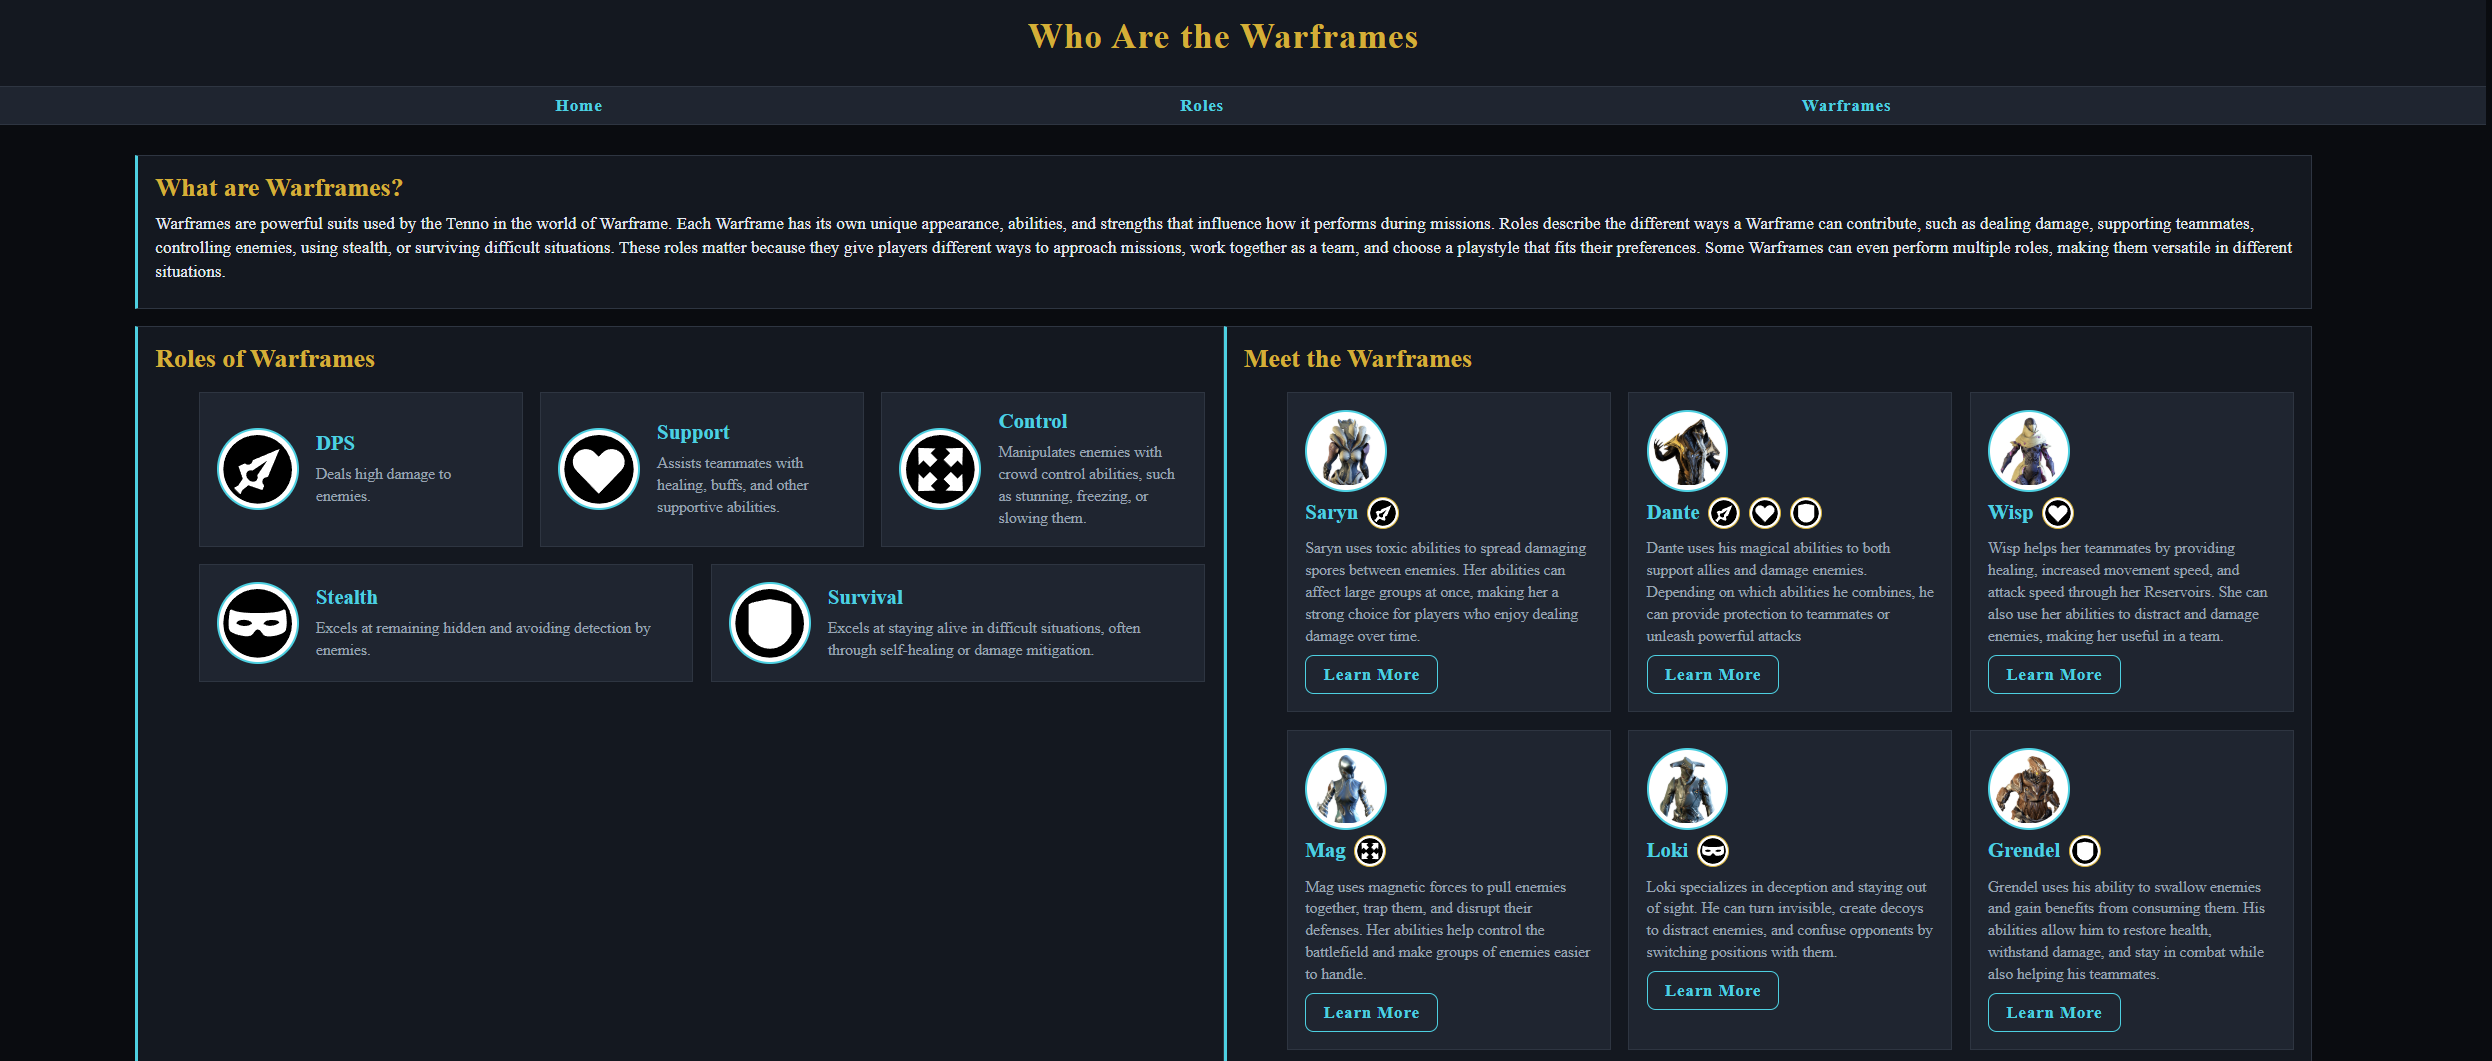 Who Are the Warframes
Home
Roles
Warframes
What are Warframes?
Warframes are powerful suits used by the Tenno in the world of Warframe. Each Warframe has its own unique appearance, abilities, and strengths that influence how it performs during missions. Roles describe the different ways a Warframe can contribute, such as dealing damage, supporting teammates,
controlling enemies, using stealth, or surviving difficult situations. These roles matter because they give players different ways to approach missions, work together as a team, and choose a playstyle that fits their preferences. Some Warframes can even perform multiple roles, making them versatile in different
situations.
Roles of Warframes
DPS
Deals high damage to
enemies.
Support
Assists teammates with
healing, buffs, and other
supportive abilities.
Control
Manipulates enemies with
crowd control abilities, such
as stunning, freezing, or
slowing them.
Stealth
Excels at remaining hidden and avoiding detection by
enemies.
Survival
Excels at staying alive in difficult situations, often
through self-healing or damage mitigation.
Meet the Warframes
Saryn
Saryn uses toxic abilities to spread damaging
spores between enemies. Her abilities can
affect large groups at once, making her a
strong choice for players who enjoy dealing
damage over time.
Learn More
Dante
Dante uses his magical abilities to both
support allies and damage enemies.
Depending on which abilities he combines, he
can provide protection to teammates or
unleash powerful attacks
Learn More
Wisp
Wisp helps her teammates by providing
healing, increased movement speed, and
attack speed through her Reservoirs. She can
also use her abilities to distract and damage
enemies, making her useful in a team.
Learn More
Mag
Mag uses magnetic forces to pull enemies
together, trap them, and disrupt their
defenses. Her abilities help control the
battlefield and make groups of enemies easier
to handle.
Learn More
Loki
Loki specializes in deception and staying out
of sight. He can turn invisible, create decoys
to distract enemies, and confuse opponents by
switching positions with them.
Learn More
Grendel
Grendel uses his ability to swallow enemies
and gain benefits from consuming them. His
abilities allow him to restore health,
withstand damage, and stay in combat while
also helping his teammates.
Learn More